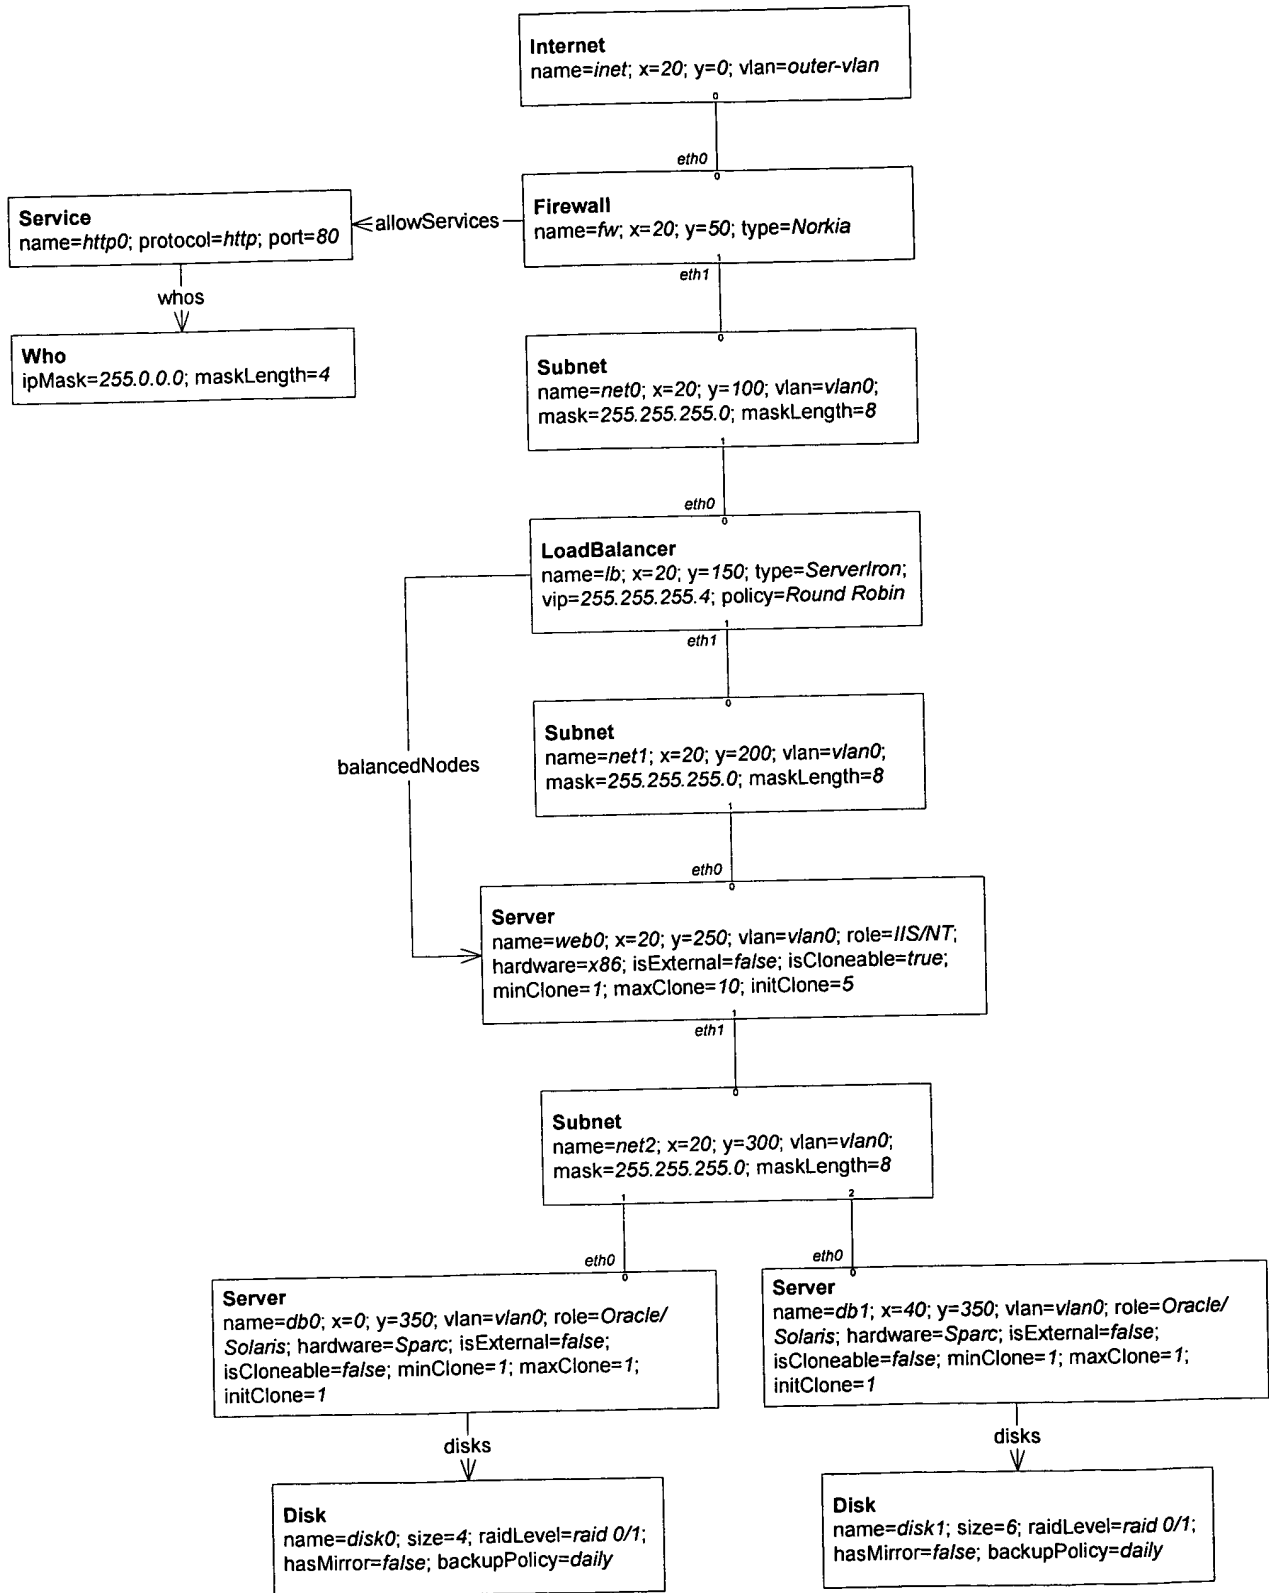 Internet
name=inet; x=20; y=0; vlan=outer-vlan
0
eth0
0
Firewall
name=fw; x=20; y=50; type=Norkia
allowServices
Service
name=http0; protocol=http; port=80
whos
Who
ipMask=255.0.0.0; maskLength=4
1
eth1
0
Subnet
name=net0; x=20; y=100; vlan=vlan0;
mask=255.255.255.0; maskLength=8
1
eth0
0
LoadBalancer
name=lb; x=20; y=150; type=ServerIron;
vip=255.255.255.4; policy=Round Robin
1
eth1
0
Subnet
name=net1; x=20; y=200; vlan=vlan0;
mask=255.255.255.0; maskLength=8
balancedNodes
1
eth0
0
Server
name=web0; x=20; y=250; vlan=vlan0; role=IIS/NT;
hardware=x86; isExternal=false; isCloneable=true;
minClone=1; maxClone=10; initClone=5
1
eth1
0
Subnet
name=net2; x=20; y=300; vlan=vlan0;
mask=255.255.255.0; maskLength=8
1
2
eth0
0
Server
name=db0; x=0; y=350; vlan=vlan0; role=Oracle/
Solaris; hardware=Sparc; isExternal=false;
isCloneable=false; minClone=1; maxClone=1;
initClone=1
disks
Disk
name=disk0; size=4; raidLevel=raid 0/1;
hasMirror=false; backupPolicy=daily
eth0
0
Server
name=db1; x=40; y=350; vlan=vlan0; role=Oracle/
Solaris; hardware=Sparc; isExternal=false;
isCloneable=false; minClone=1; maxClone=1;
initClone=1
disks
Disk
name=disk1; size=6; raidLevel=raid 0/1;
hasMirror=false; backupPolicy=daily